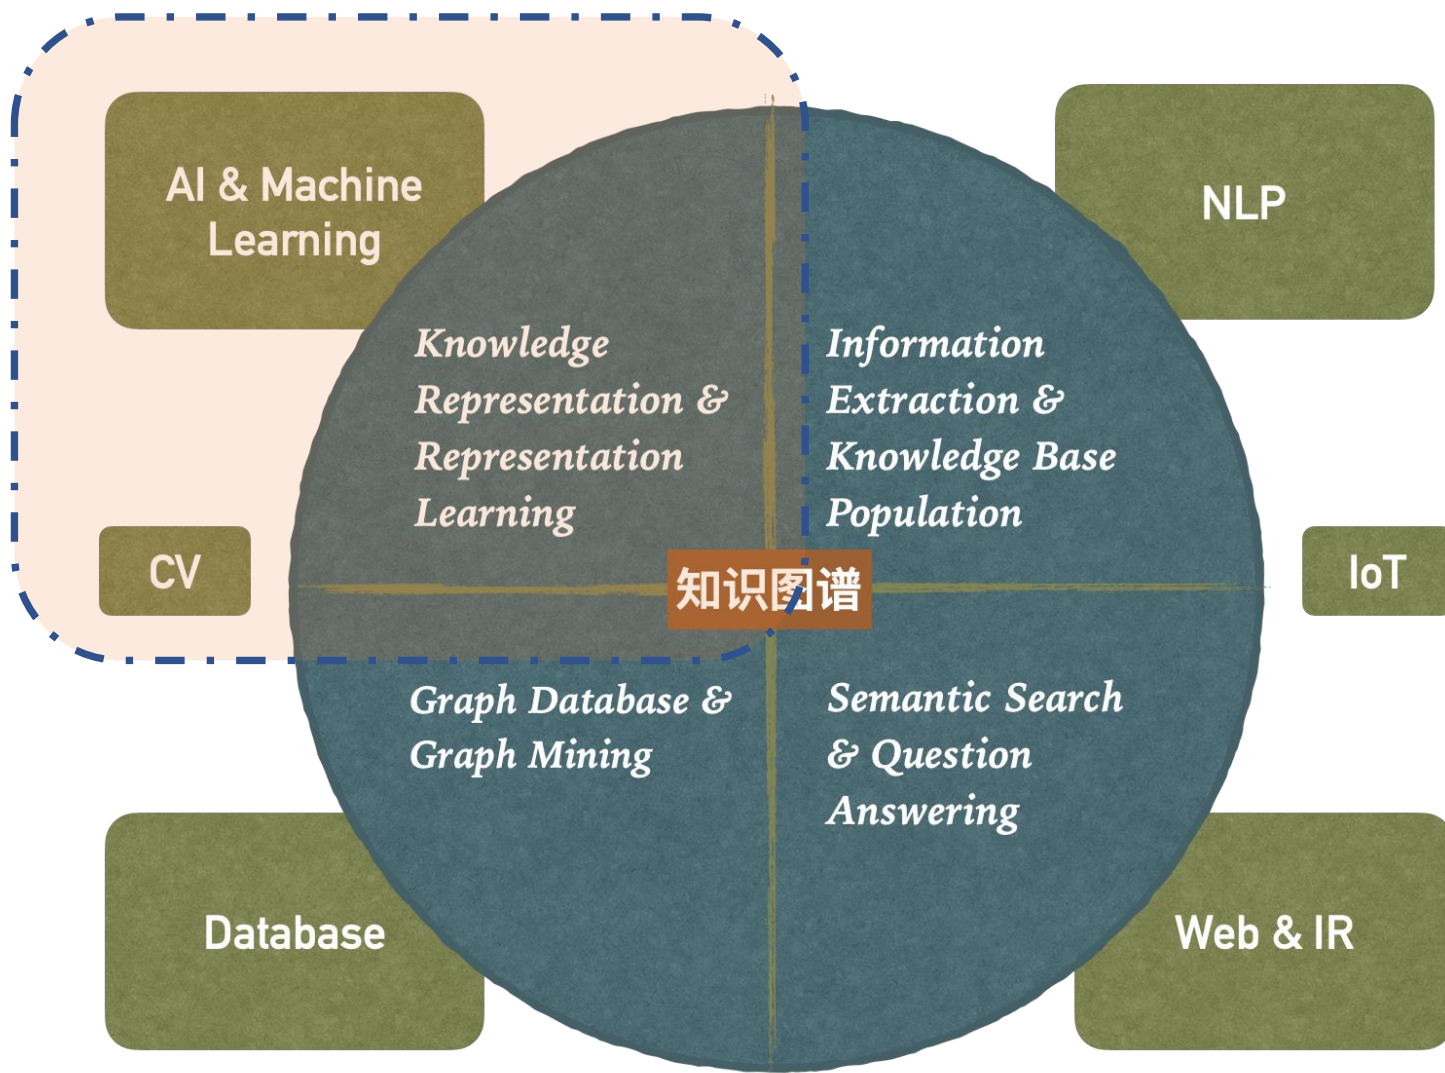 AI & Machine
Learning
NLP
Knowledge
Representation &
Representation
Learning
Information
Extraction &
Knowledge Base
Population
CV
知识图谱
IoT
Graph Database &
Graph Mining
Semantic Search
& Question
Answering
Database
Web & IR